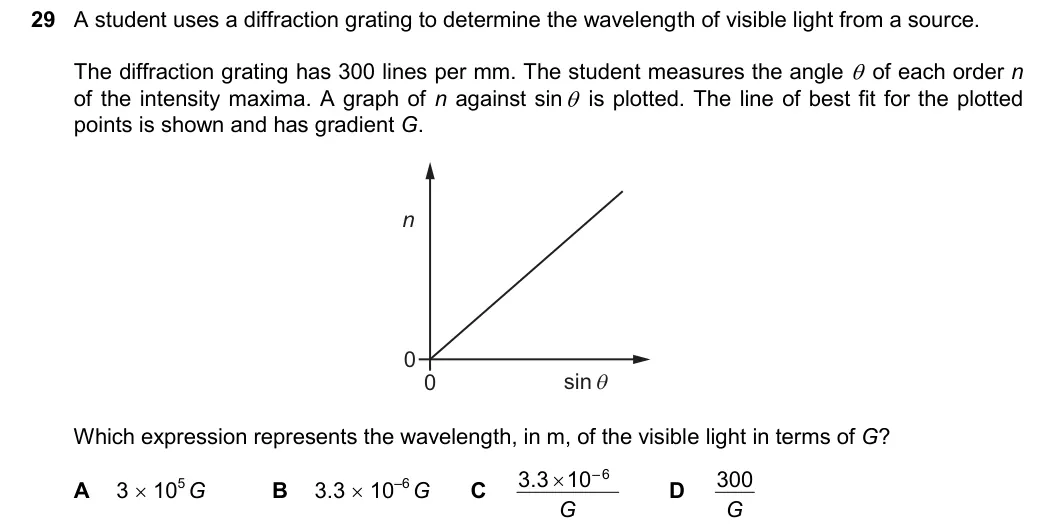 29 A student uses a diffraction grating to determine the wavelength of visible light from a source.
The diffraction grating has 300 lines per mm. The student measures the angle θ of each order n
of the intensity maxima. A graph of n against sin θ is plotted. The line of best fit for the plotted
points is shown and has gradient G.
n
0
0
sin θ
Which expression represents the wavelength, in m, of the visible light in terms of G?
A 3 × 10⁵ G B 3.3 × 10⁻⁶ G C 3.3 × 10⁻⁶ / G D 300 / G